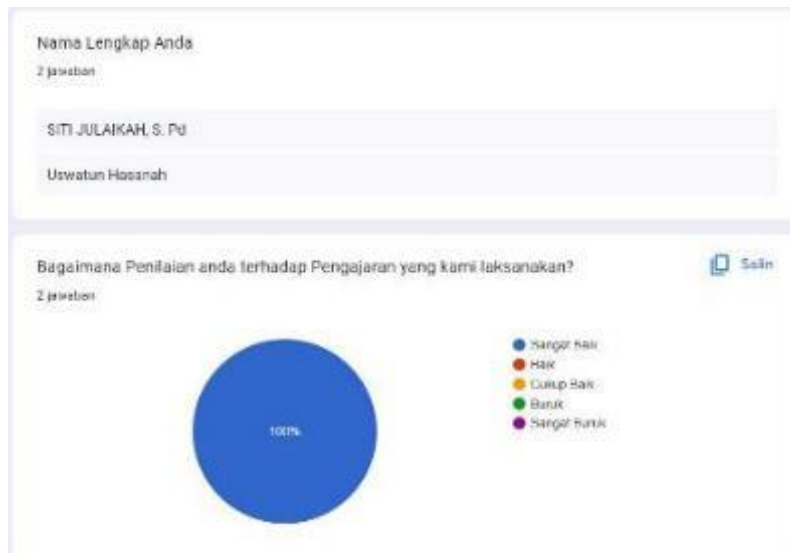 Nama Lengkap Anda
2 jawaban
SITI JULAIKAH, S. Pd
Uswatun Hasanah
Bagaimana Penilaian anda terhadap Pengajaran yang kami laksanakan?
Salin
2 jawaban
100%
Sangat Baik
Baik
Cukup Baik
Buruk
Sangat Buruk